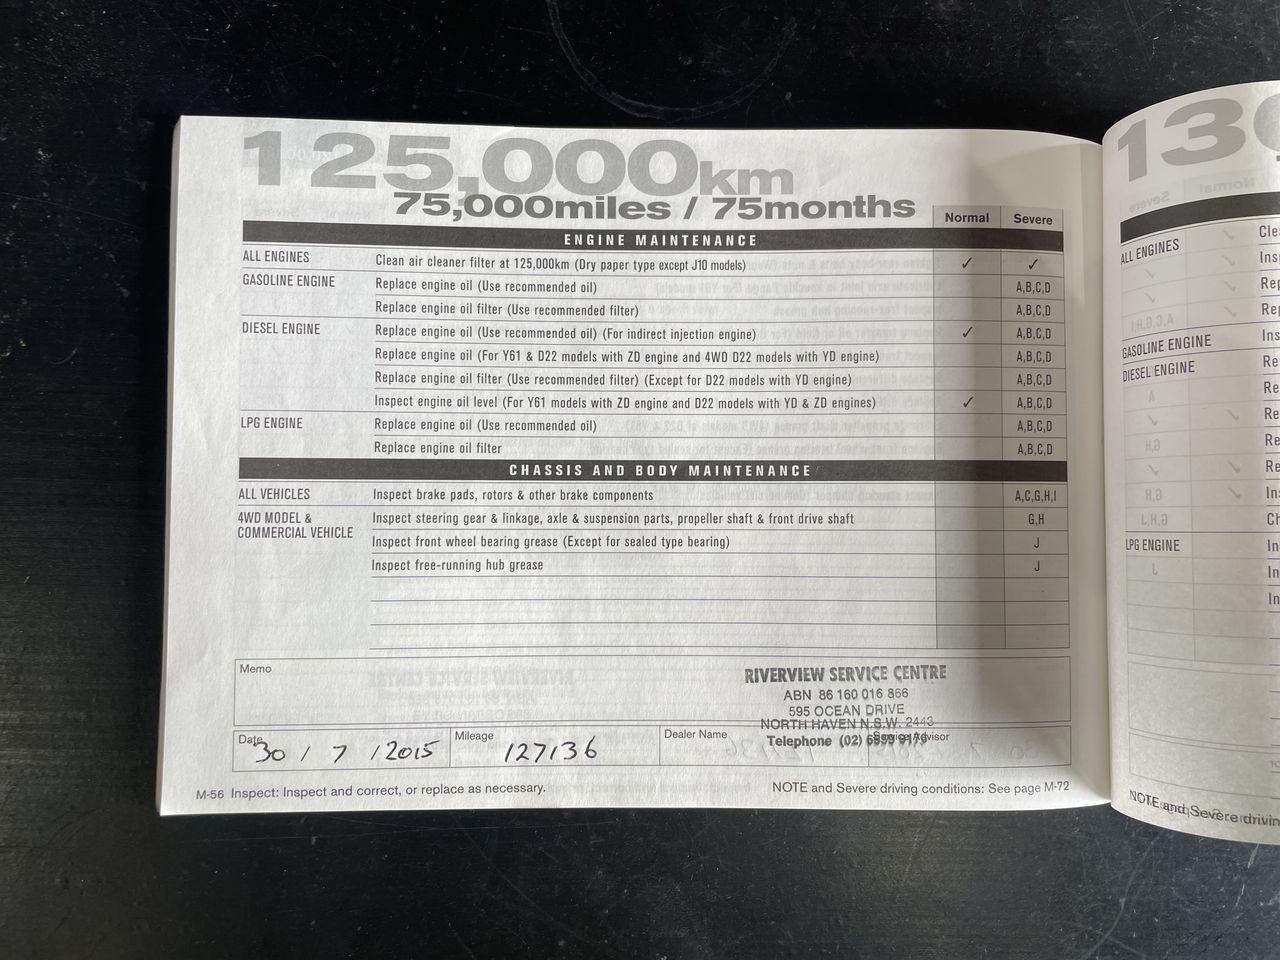 125,000km
75,000miles / 75months
Normal Severe
ENGINE MAINTENANCE
ALL ENGINES Clean air cleaner filter at 125,000km (Dry paper type except J10 models) ✓ ✓
GASOLINE ENGINE Replace engine oil (Use recommended oil) A,B,C,D
Replace engine oil filter (Use recommended filter) A,B,C,D
DIESEL ENGINE Replace engine oil (Use recommended oil) (For indirect injection engine) ✓ A,B,C,D
Replace engine oil (For Y61 & D22 models with ZD engine and 4WD D22 models with YD engine) A,B,C,D
Replace engine oil filter (Use recommended filter) (Except for D22 models with YD engine) A,B,C,D
Inspect engine oil level (For Y61 models with ZD engine and D22 models with YD & ZD engines) ✓ A,B,C,D
LPG ENGINE Replace engine oil (Use recommended oil) A,B,C,D
Replace engine oil filter A,B,C,D
CHASSIS AND BODY MAINTENANCE
ALL VEHICLES Inspect brake pads, rotors & other brake components A,C,G,H,I
4WD MODEL & Inspect steering gear & linkage, axle & suspension parts, propeller shaft & front drive shaft G,H
COMMERCIAL VEHICLE
Inspect front wheel bearing grease (Except for sealed type bearing) J
Inspect free-running hub grease J
Memo
RIVERVIEW SERVICE CENTRE
ABN 86 160 016 866
595 OCEAN DRIVE
NORTH HAVEN N.S.W. 2443
Telephone (02)
Date 30 / 7 / 2015 Mileage 127136 Dealer Name Service Advisor
M-56 Inspect: Inspect and correct, or replace as necessary. NOTE and Severe driving conditions: See page M-72
130
ALL ENGINES
GASOLINE ENGINE
DIESEL ENGINE
LPG ENGINE
NOTE and Severe